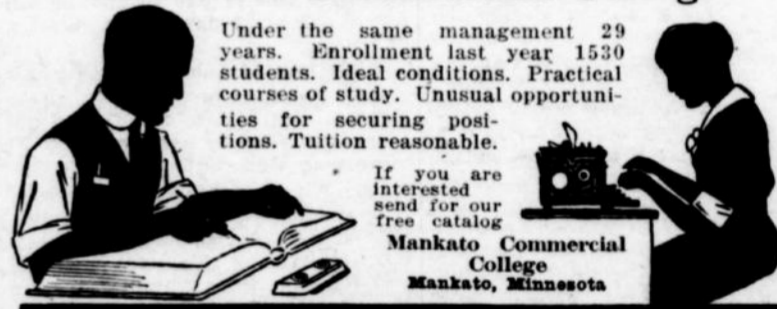 Under the same management 29
years. Enrollment last year 1530
students. Ideal conditions. Practical
courses of study. Unusual opportuni-
ties for securing posi-
tions. Tuition reasonable.
If you are
interested
send for our
free catalog
Mankato Commercial
College
Mankato, Minnesota